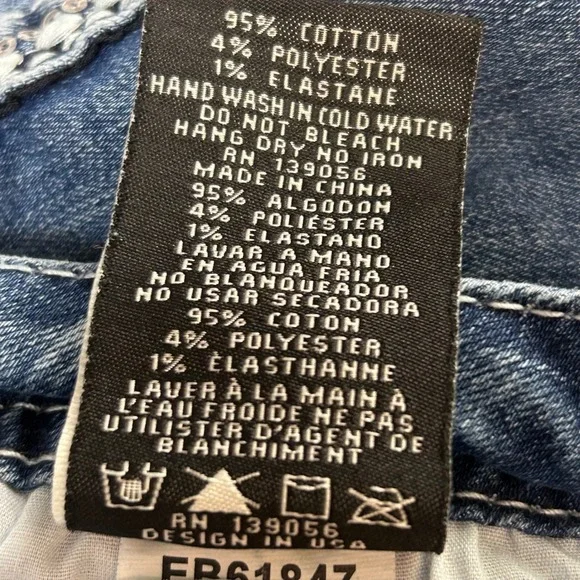 95% COTTON
4% POLYESTER
1% ELASTANE
HAND WASH IN COLD WATER
DO NOT BLEACH
HANG DRY NO IRON
RN 139056
MADE IN CHINA
95% ALGODON
4% POLIÉSTER
1% ELASTANO
LAVAR A MANO
EN AGUA FRIA
NO BLANQUEADOR
NO USAR SECADORA
95% COTON
4% POLYESTER
1% ÈLASTHANNE
LAUER À LA MAIN À
L'EAU FROIDE NE PAS
UTILISTER D'AGENT DE
BLANCHIMENT
RN 139056
DESIGN IN USA
EB61847